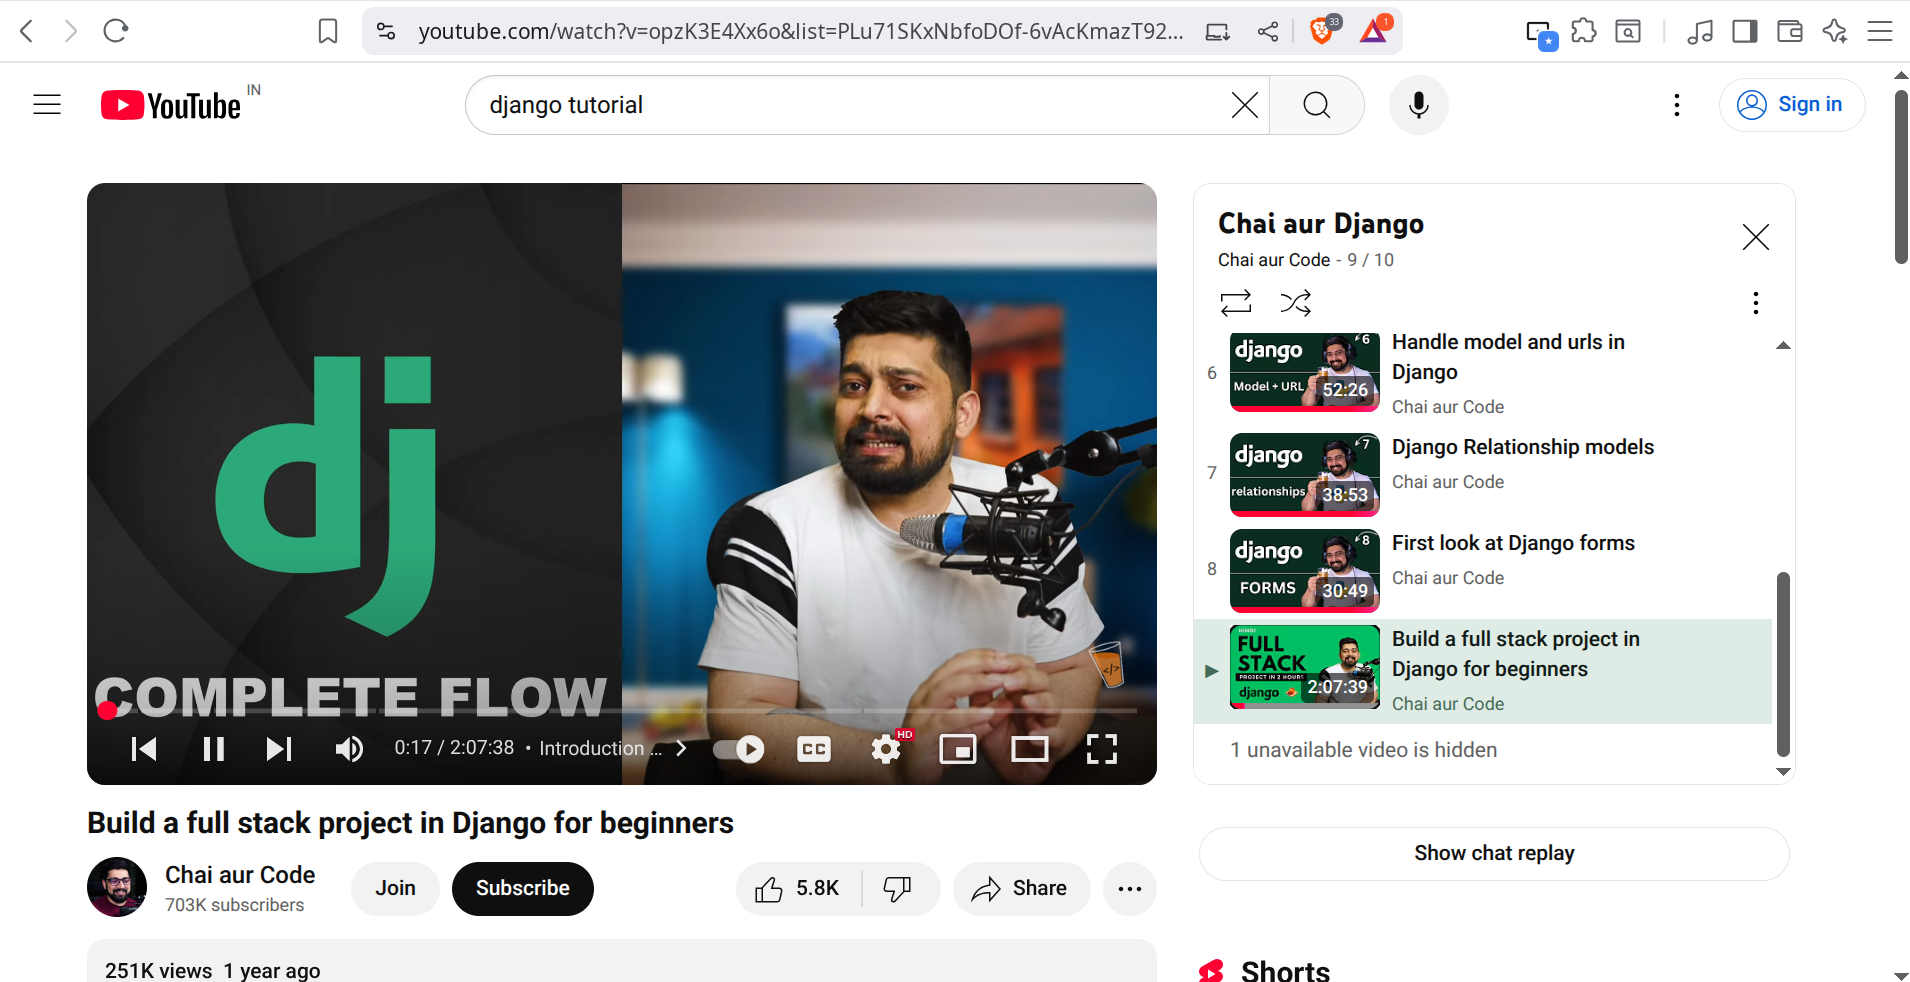 youtube.com/watch?v=opzK3E4Xx6o&list=PLu71SKxNbfoDOf-6vAcKmazT92...
33
1
YouTube IN
django tutorial
Sign in
dj
COMPLETE FLOW
0:17 / 2:07:38 • Introduction ...
CC
HD
</>
Build a full stack project in Django for beginners
Chai aur Code
703K subscribers
Join
Subscribe
5.8K
Share
251K views 1 year ago
Chai aur Django
Chai aur Code - 9 / 10
6
django
6
Model + URL
52:26
Handle model and urls in
Django
Chai aur Code
7
django
7
relationships
38:53
Django Relationship models
Chai aur Code
8
django
8
FORMS
30:49
First look at Django forms
Chai aur Code
HINDI
FULL
STACK
PROJECT IN 2 HOURS
django
2:07:39
Build a full stack project in
Django for beginners
Chai aur Code
1 unavailable video is hidden
Show chat replay
Shorts